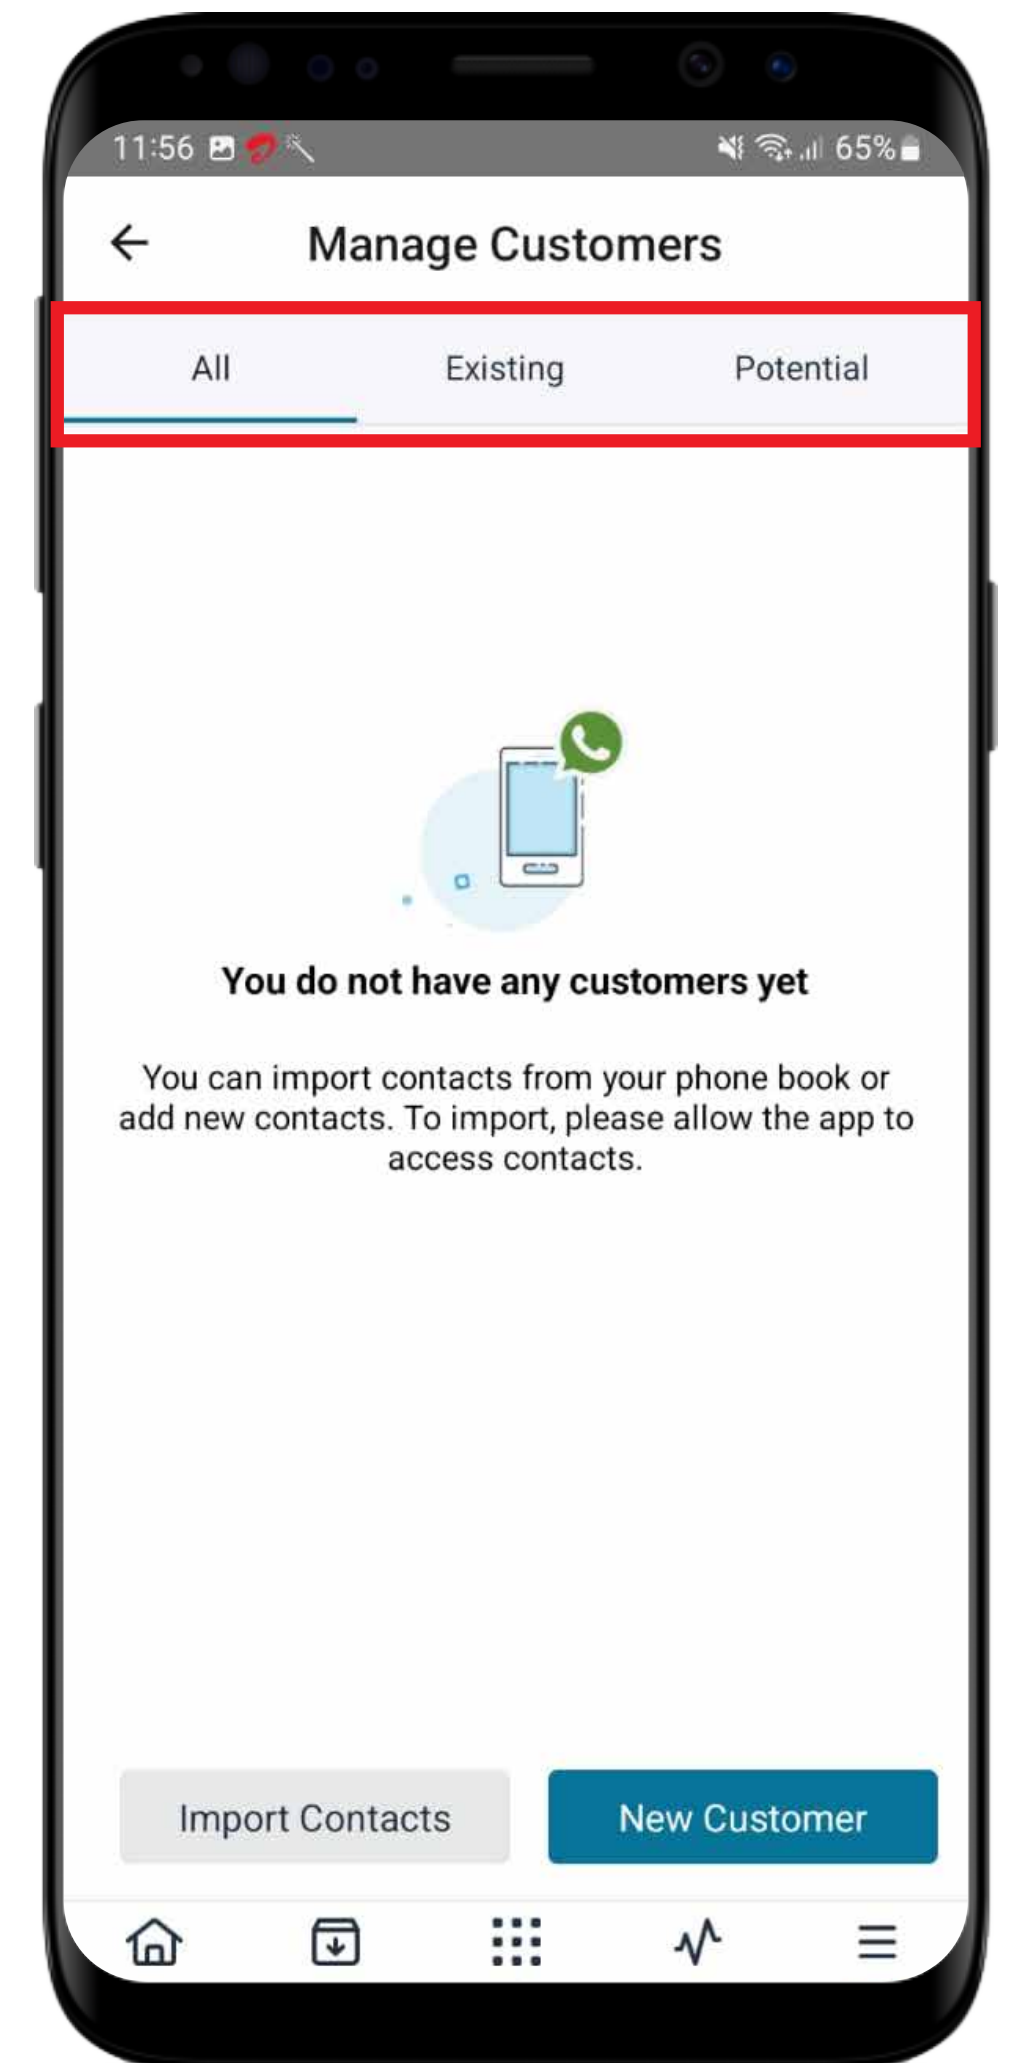 11:56 65%
Manage Customers
All Existing Potential
You do not have any customers yet
You can import contacts from your phone book or
add new contacts. To import, please allow the app to
access contacts.
Import Contacts New Customer